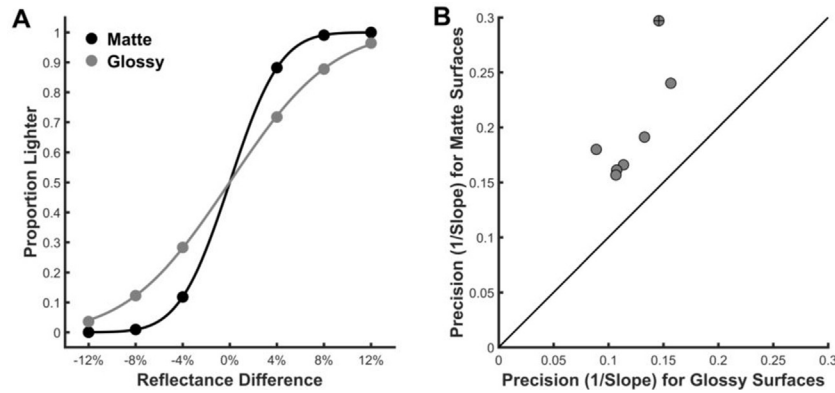 A
Matte
Glossy
Proportion Lighter
1
0.9
0.8
0.7
0.6
0.5
0.4
0.3
0.2
0.1
0
-12% -8% -4% 0% 4% 8% 12%
Reflectance Difference
B
Precision (1/Slope) for Matte Surfaces
0.3
0.25
0.2
0.15
0.1
0.05
0
0 0.05 0.1 0.15 0.2 0.25 0.3
Precision (1/Slope) for Glossy Surfaces